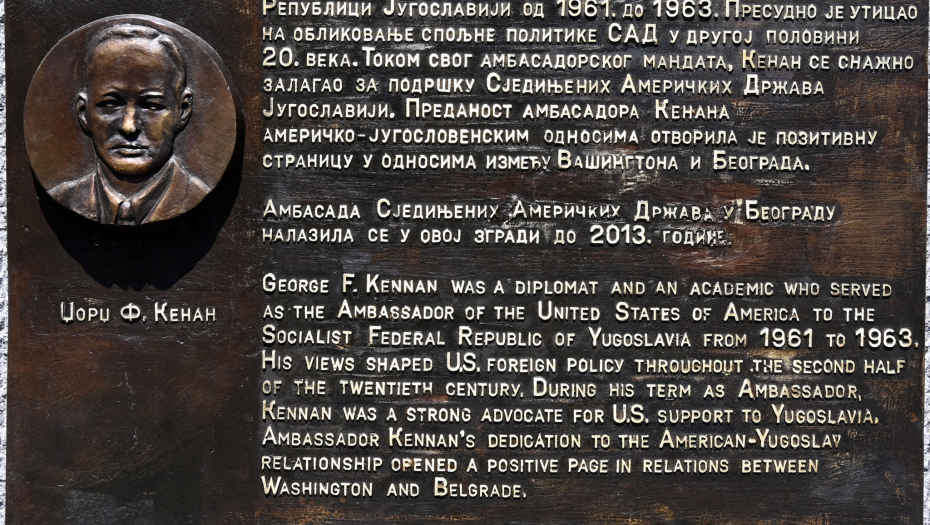 Републици Југославији од 1961. до 1963. Пресудно је утицао
на обликовање спољне политике САД у другој половини
20. века. Током свог амбасадорског мандата, Кенан се снажно
залагао за подршку Сједињених Америчких Држава
Југославији. Преданост амбасадора Кенана
америчко-југословенским односима отворила је позитивну
страницу у односима између Вашингтона и Београда.
Амбасада Сједињених Америчких Држава у Београду
налазила се у овој згради до 2013. године.
George F. Kennan was a diplomat and an academic who served
as the Ambassador of the United States of America to the
Socialist Federal Republic of Yugoslavia from 1961 to 1963.
His views shaped U.S. foreign policy throughout the second half
of the twentieth century. During his term as Ambassador,
Kennan was a strong advocate for U.S. support to Yugoslavia.
Ambassador Kennan's dedication to the American-Yugoslav
relationship opened a positive page in relations between
Washington and Belgrade.
Џорџ Ф. Кенан